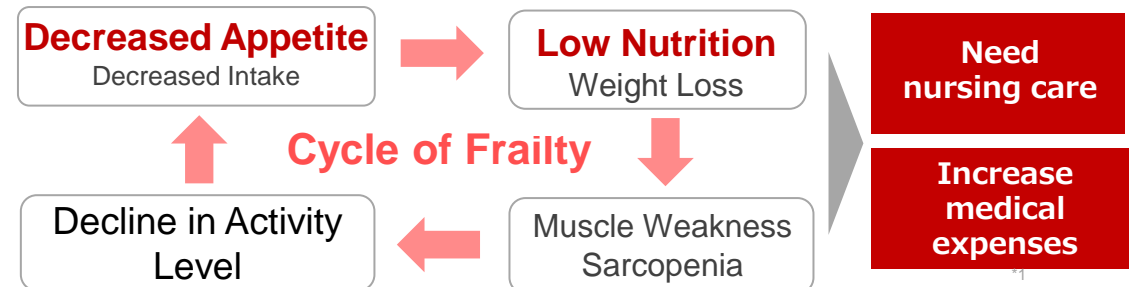 Decreased Appetite
Decreased Intake
Low Nutrition
Weight Loss
Need
nursing care
Cycle of Frailty
Decline in Activity
Level
Muscle Weakness
Sarcopenia
Increase
medical
expenses
*1